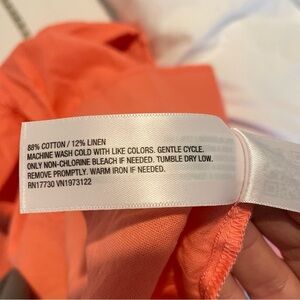 88% COTTON / 12% LINEN
MACHINE WASH COLD WITH LIKE COLORS. GENTLE CYCLE.
ONLY NON-CHLORINE BLEACH IF NEEDED. TUMBLE DRY LOW.
REMOVE PROMPTLY. WARM IRON IF NEEDED.
RN17730 VN1973122